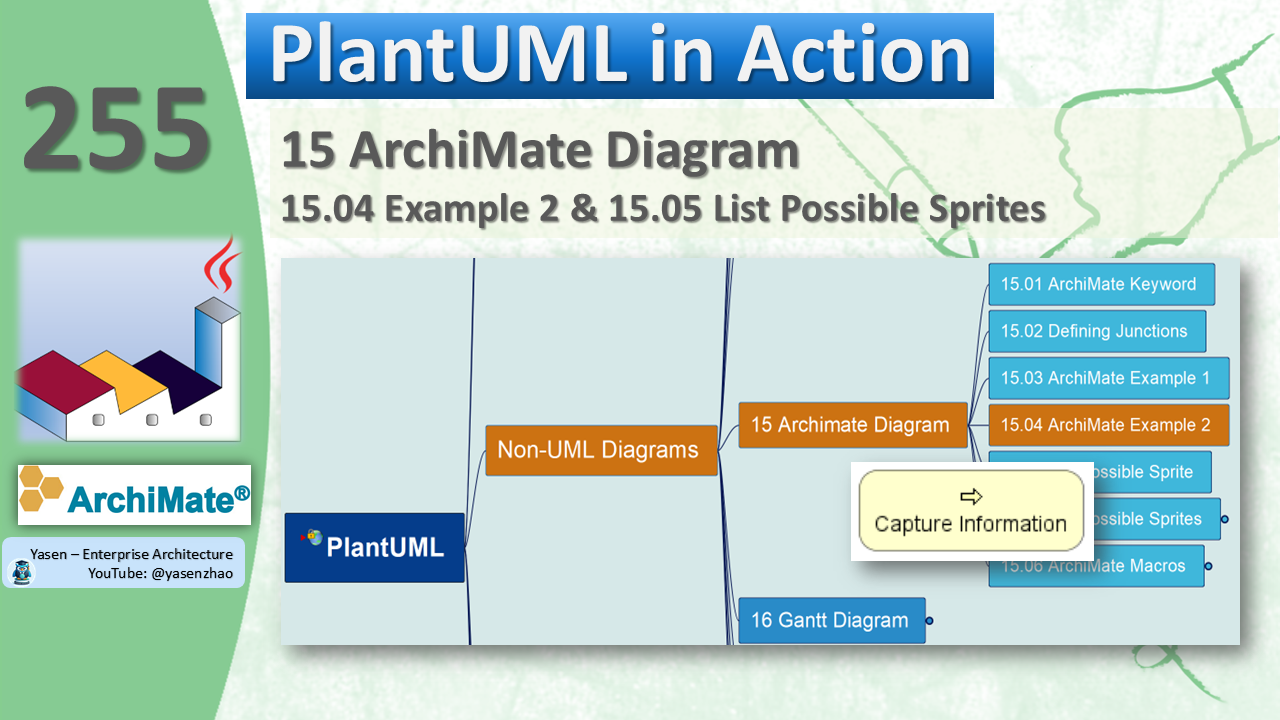 PlantUML in Action
255
15 ArchiMate Diagram
15.04 Example 2 & 15.05 List Possible Sprites
15.01 ArchiMate Keyword
15.02 Defining Junctions
15.03 ArchiMate Example 1
15 Archimate Diagram
15.04 ArchiMate Example 2
Non-UML Diagrams
Possible Sprite
Possible Sprites
Capture Information
15.06 ArchiMate Macros
PlantUML
16 Gantt Diagram
ArchiMate®
Yasen – Enterprise Architecture
YouTube: @yasenzhao